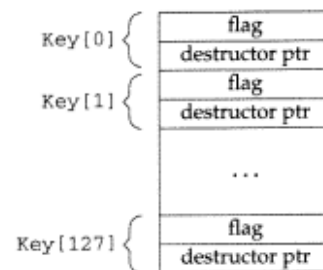 flag
Key[0]
destructor ptr
flag
Key[1]
destructor ptr
...
flag
Key[127]
destructor ptr